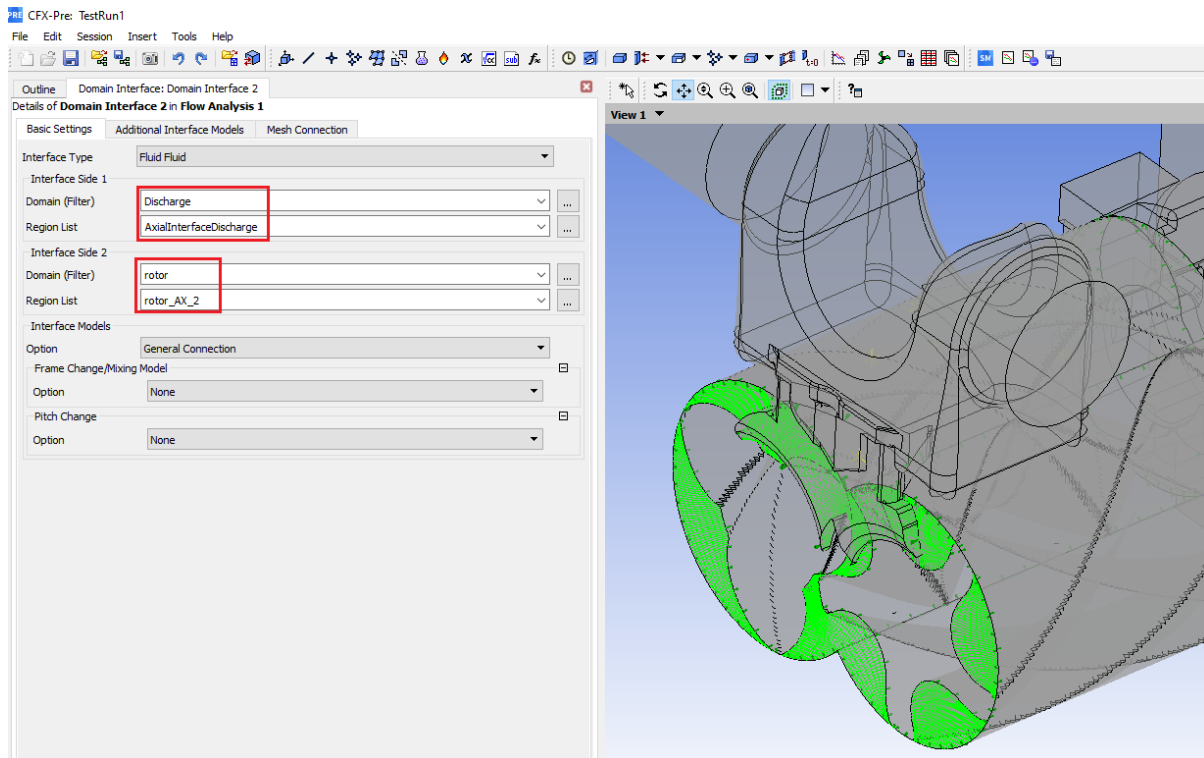 PRE CFX-Pre: TestRun1
File Edit Session Insert Tools Help
Outline Domain Interface: Domain Interface 2
Details of Domain Interface 2 in Flow Analysis 1
Basic Settings Additional Interface Models Mesh Connection
Interface Type Fluid Fluid
Interface Side 1
Domain (Filter) Discharge ...
Region List AxialInterfaceDischarge ...
Interface Side 2
Domain (Filter) rotor ...
Region List rotor_AX_2 ...
Interface Models
Option General Connection
Frame Change/Mixing Model
Option None
Pitch Change
Option None
View 1